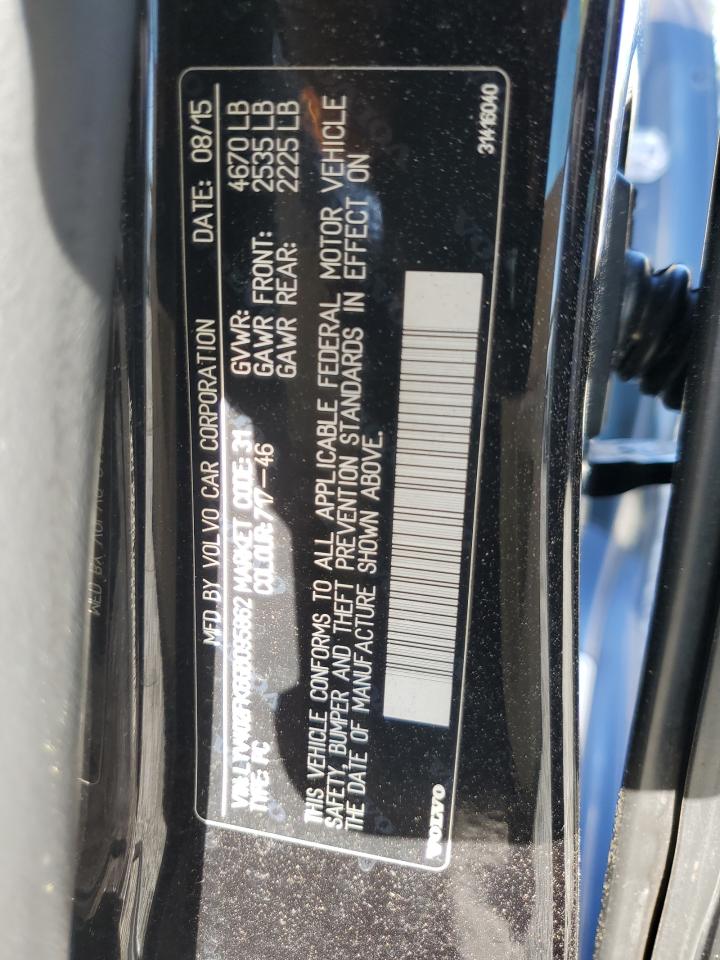 MFD BY VOLVO CAR CORPORATION DATE: 08/15
MARKET CODE: 31 GVWR: 4670 LB
TYPE: FC COLOUR: 717-46 GAWR FRONT: 2535 LB
GAWR REAR: 2225 LB
THIS VEHICLE CONFORMS TO ALL APPLICABLE FEDERAL MOTOR VEHICLE
SAFETY, BUMPER AND THEFT PREVENTION STANDARDS IN EFFECT ON
THE DATE OF MANUFACTURE SHOWN ABOVE.
VOLVO 31416040